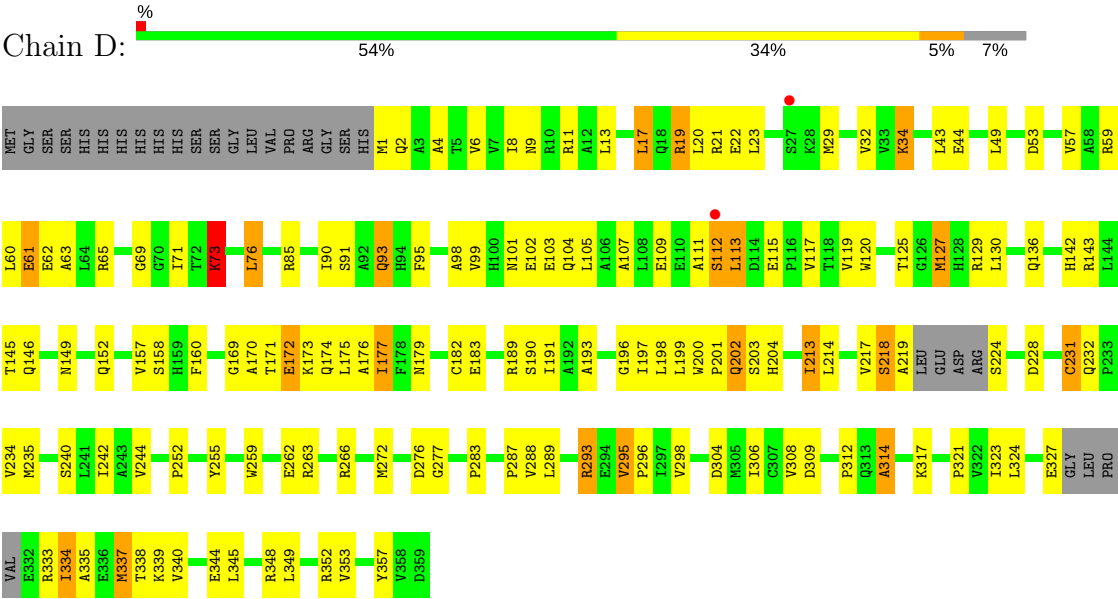 %
Chain D:
54% 34% 5% 7%
MET GLY SER SER HIS HIS HIS HIS HIS HIS SER SER GLY LEU VAL PRO ARG GLY SER HIS M1 Q2 A3 A4 T5 V6 V7 I8 N9 R10 R11 A12 L13 L17 Q18 R19 L20 R21 E22 L23 S27 K28 M29 V32 V33 K34 L43 E44 L49 D53 V57 A58 R59
L60 E61 E62 A63 L64 R65 G69 G70 I71 T72 K73 L76 R85 I90 S91 A92 Q93 H94 F95 A98 V99 H100 N101 E102 E103 Q104 L105 A106 A107 L108 E109 E110 A111 S112 L113 D114 E115 P116 V117 T118 V119 W120 T125 G126 M127 H128 R129 L130 Q136 H142 R143 L144
T145 Q146 N149 Q152 V157 S158 H159 F160 G169 A170 T171 E172 K173 Q174 L175 A176 I177 F178 N179 C182 E183 R189 S190 I191 A192 A193 G196 I197 L198 L199 W200 P201 Q202 S203 H204 I213 L214 V217 S218 A219 LEU GLU ASP ARG S224 D228 C231 Q232 P233
V234 M235 S240 L241 I242 A243 V244 P252 Y255 W259 E262 R263 R266 M272 D276 G277 P283 P287 V288 L289 R293 E294 V295 P296 I297 V298 D304 M305 I306 C307 V308 D309 P312 Q313 A314 K317 P321 V322 I323 L324 E327 GLY LEU PRO
VAL E332 R333 I334 A335 E336 M337 T338 K339 V340 E344 L345 R348 L349 R352 V353 Y357 V358 D359